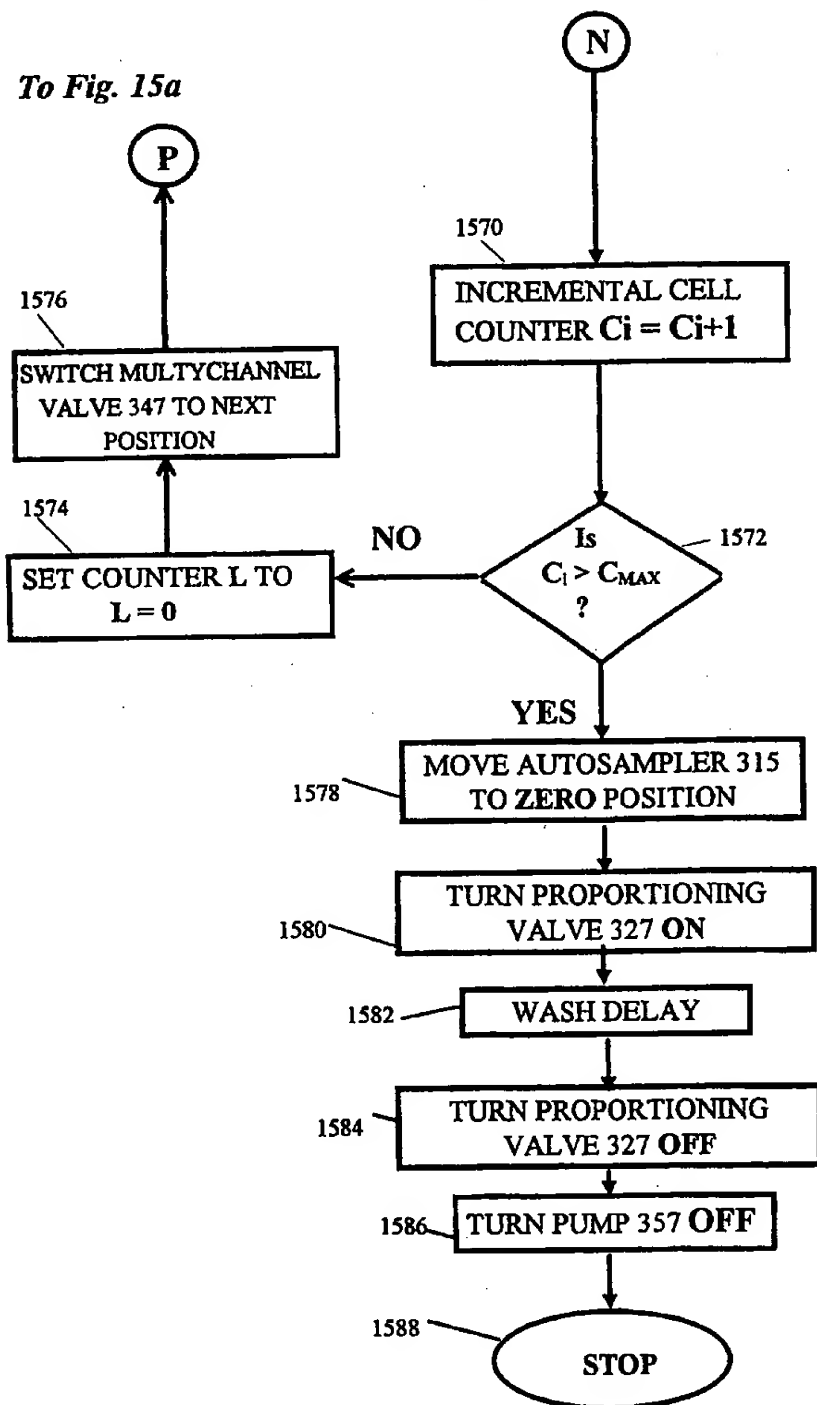 To Fig. 15a
N
P
1570
INCREMENTAL CELL
COUNTER Ci = Ci+1
1576
SWITCH MULTYCHANNEL
VALVE 347 TO NEXT
POSITION
1574
SET COUNTER L TO
L = 0
NO
Is
C₁ > CMAX
?
1572
YES
1578
MOVE AUTOSAMPLER 315
TO ZERO POSITION
1580
TURN PROPORTIONING
VALVE 327 ON
1582
WASH DELAY
1584
TURN PROPORTIONING
VALVE 327 OFF
1586
TURN PUMP 357 OFF
1588
STOP